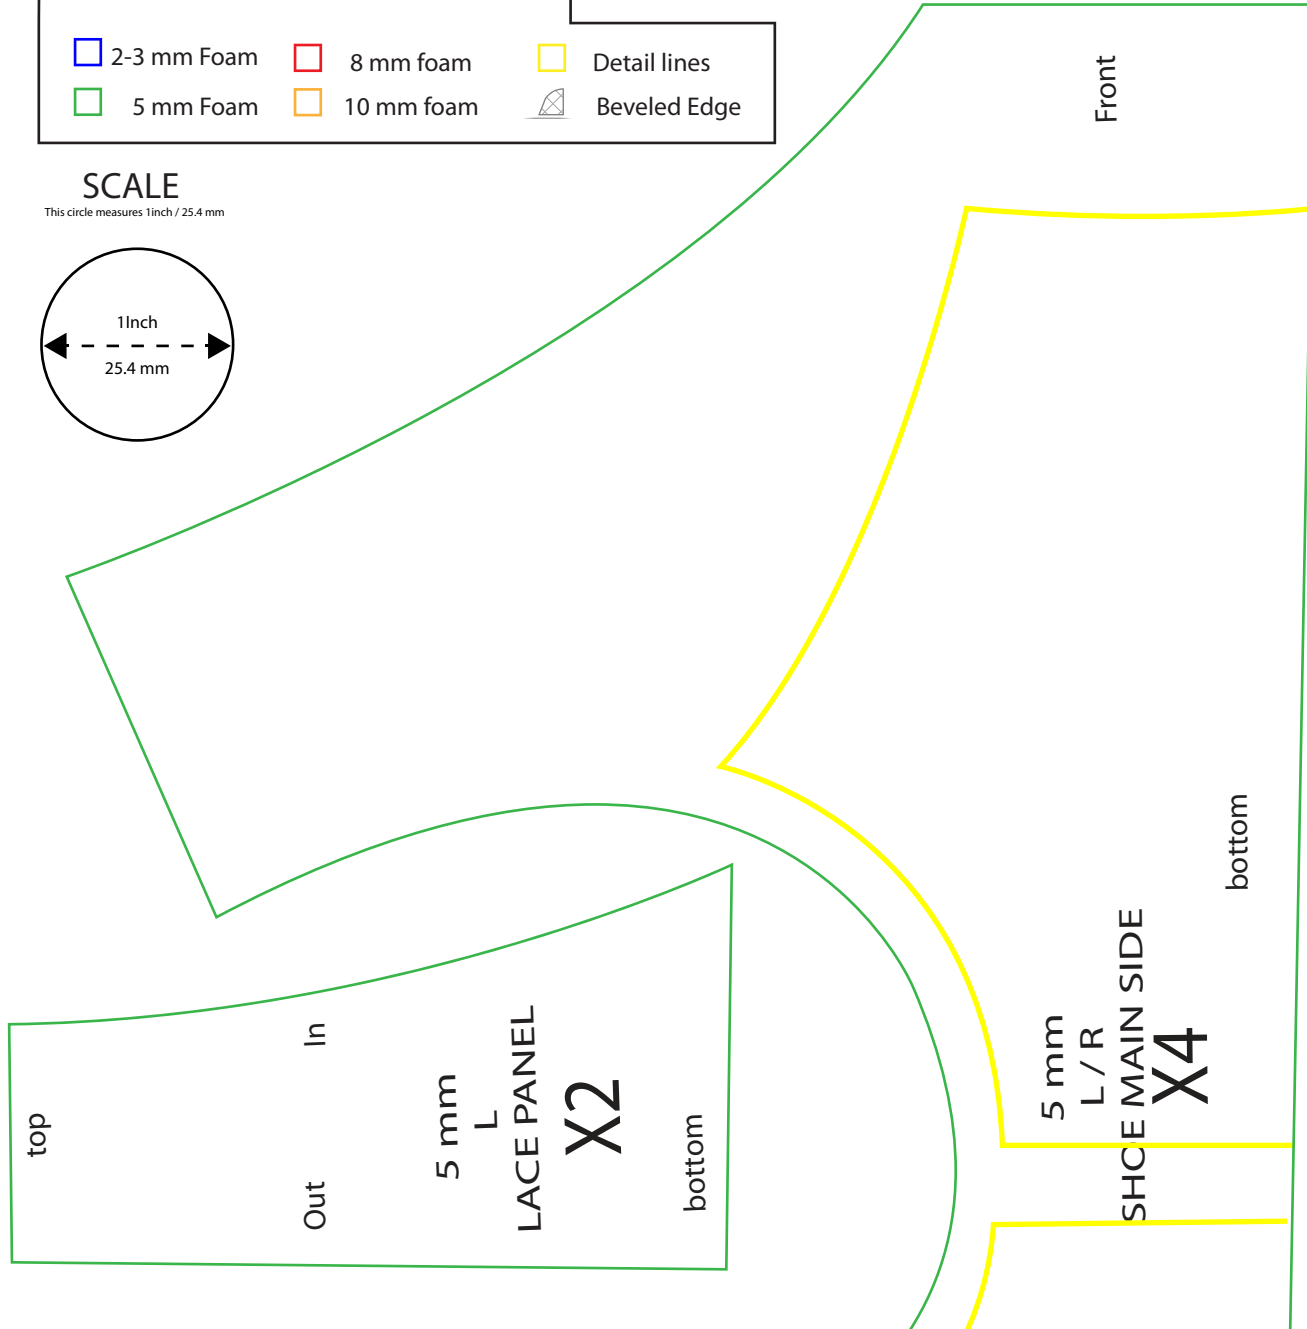 2-3 mm Foam
8 mm foam
Detail lines
5 mm Foam
10 mm foam
Beveled Edge
SCALE
This circle measures 1inch / 25.4 mm
1Inch
25.4 mm
Front
bottom
5 mm
L / R
SHOE MAIN SIDE
X4
top
In
Out
5 mm
L
LACE PANEL
X2
bottom